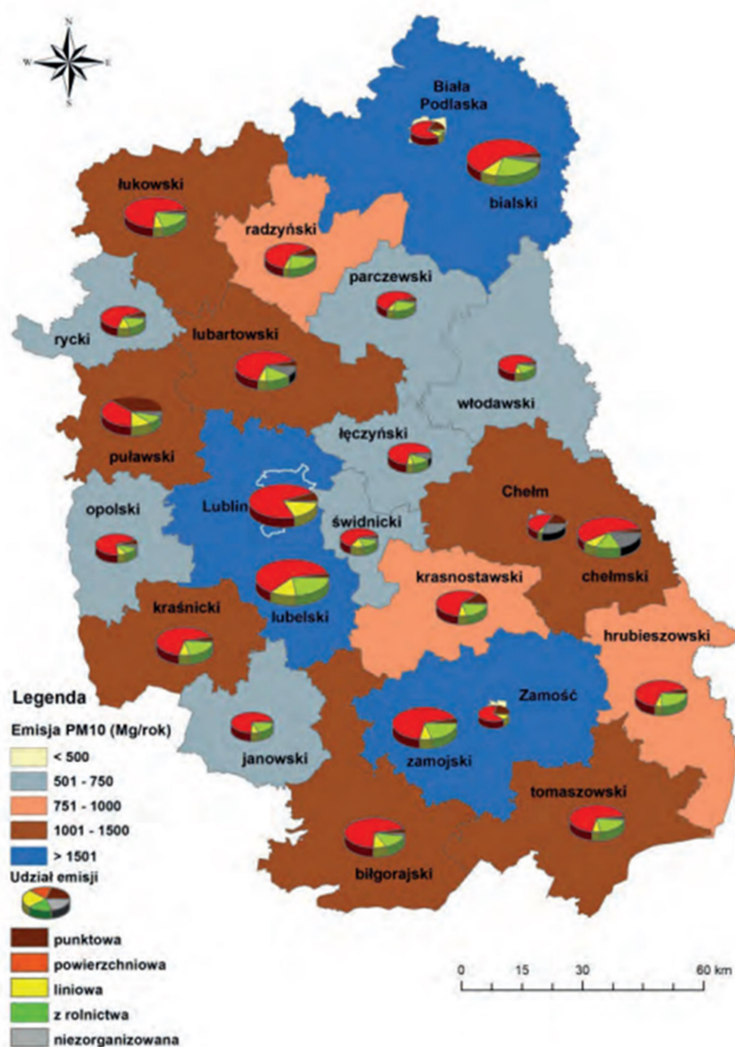 N
W E
S
Biała
Podlaska
bialski
łukowski
radzyński
parczewski
rycki
lubartowski
włodawski
puławski
łęczyński
Chełm
opolski
Lublin
świdnicki
chełmski
krasnostawski
kraśnicki
lubelski
hrubieszowski
Legenda
Zamość
Emisja PM10 (Mg/rok)
< 500
janowski
zamojski
501 - 750
751 - 1000
tomaszowski
1001 - 1500
> 1501
biłgorajski
Udział emisji
punktowa
powierzchniowa
liniowa
0 15 30 60 km
z rolnictwa
niezorganizowana